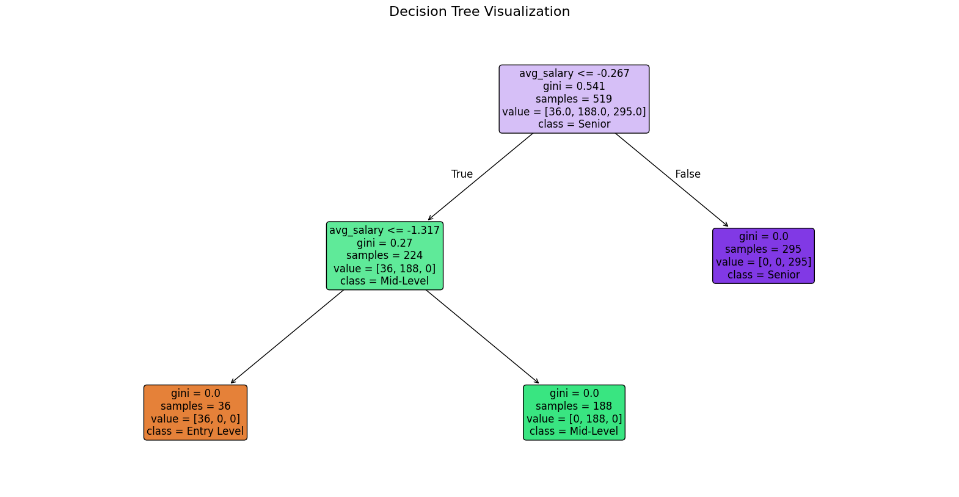 Decision Tree Visualization
avg_salary <= -0.267
gini = 0.541
samples = 519
value = [36.0, 188.0, 295.0]
class = Senior
True
False
avg_salary <= -1.317
gini = 0.27
samples = 224
value = [36, 188, 0]
class = Mid-Level
gini = 0.0
samples = 295
value = [0, 0, 295]
class = Senior
gini = 0.0
samples = 36
value = [36, 0, 0]
class = Entry Level
gini = 0.0
samples = 188
value = [0, 188, 0]
class = Mid-Level